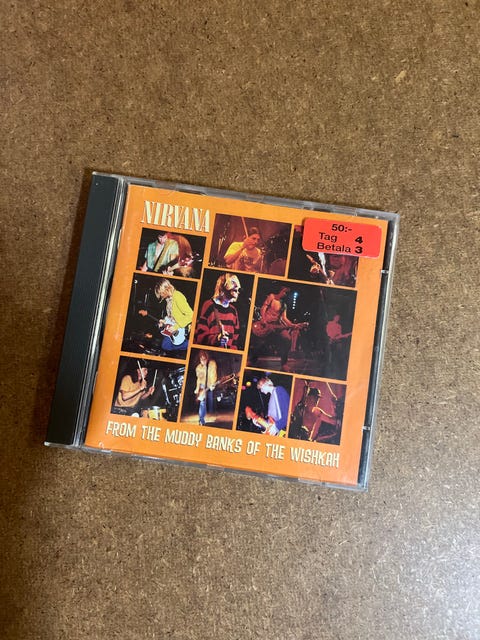 NIRVANA
50:-
Tag 4
Betala 3
FROM THE MUDDY BANKS OF THE WISHKAH